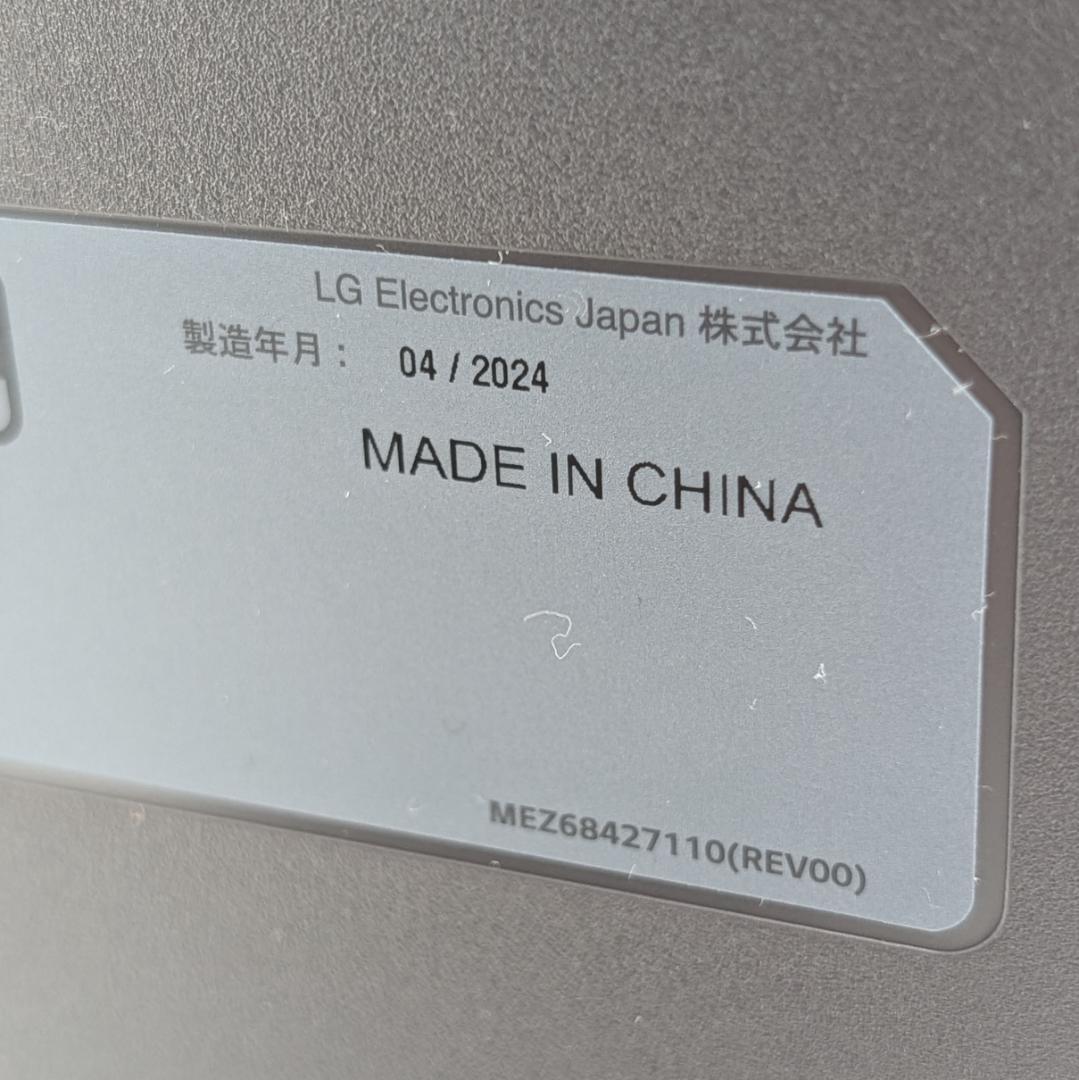 LG Electronics Japan 株式会社
製造年月： 04 / 2024
MADE IN CHINA
MEZ68427110(REV00)